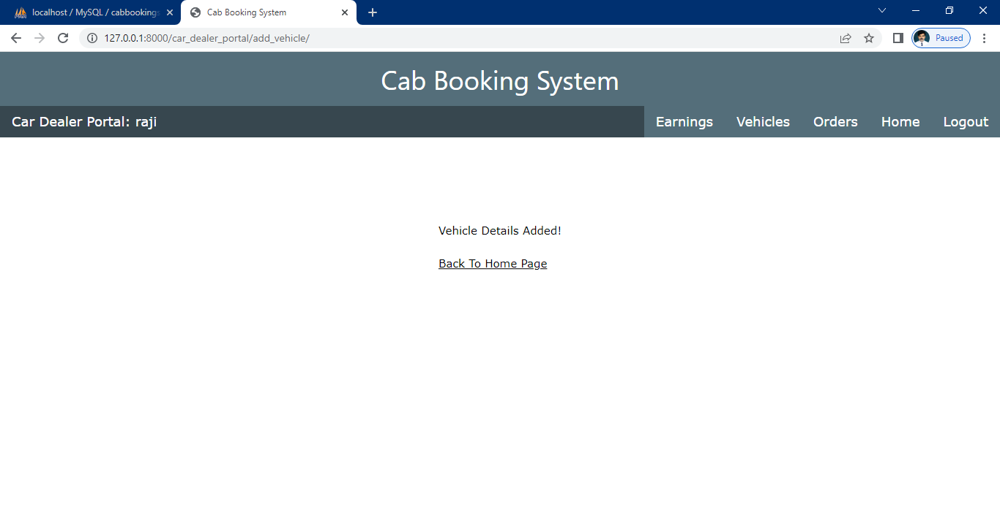 localhost / MySQL / cabbookings
Cab Booking System
127.0.0.1:8000/car_dealer_portal/add_vehicle/
Paused
Cab Booking System
Car Dealer Portal: raji
Earnings
Vehicles
Orders
Home
Logout
Vehicle Details Added!
Back To Home Page